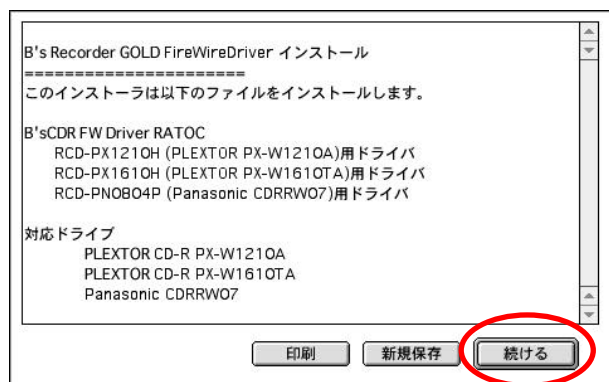 B's Recorder GOLD FireWireDriver インストール
======================
このインストーラは以下のファイルをインストールします。
B'sCDR FW Driver RATOC
RCD-PX1210H (PLEXTOR PX-W1210A)用ドライバ
RCD-PX1610H (PLEXTOR PX-W1610TA)用ドライバ
RCD-PN0804P (Panasonic CDRRW07)用ドライバ
対応ドライブ
PLEXTOR CD-R PX-W1210A
PLEXTOR CD-R PX-W1610TA
Panasonic CDRRW07
印刷 新規保存 続ける